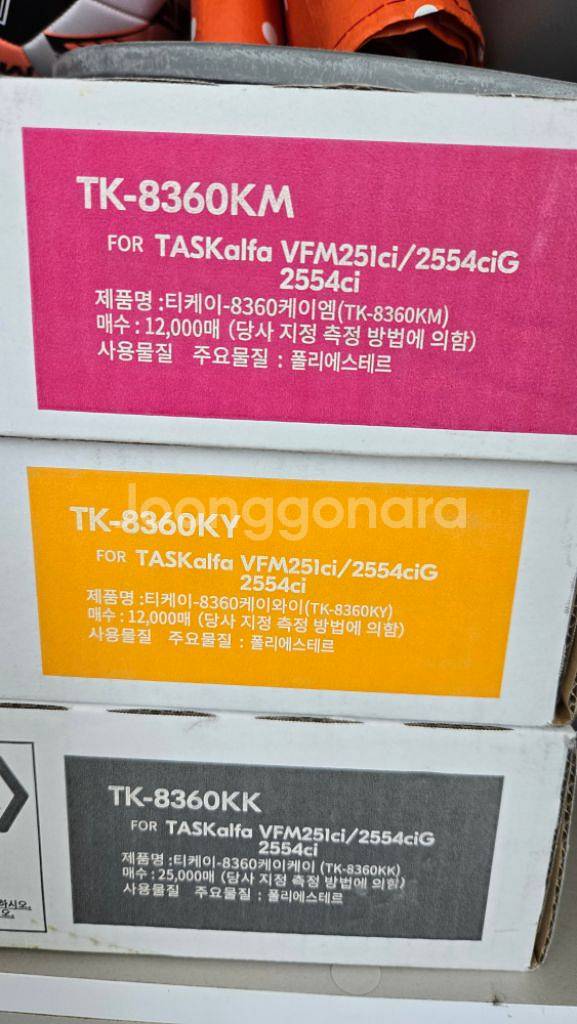 TK-8360KM
FOR TASKalfa VFM251ci/2554ciG
2554ci
제품명 :티케이-8360케이엠(TK-8360KM)
매수 : 12,000매 (당사 지정 측정 방법에 의함)
사용물질 주요물질 : 폴리에스테르
joonggonara
TK-8360KY
FOR TASKalfa VFM251ci/2554ciG
2554ci
제품명 :티케이-8360케이와이(TK-8360KY)
매수 : 12,000매 (당사 지정 측정 방법에 의함)
사용물질 주요물질 : 폴리에스테르
TK-8360KK
FOR TASKalfa VFM251ci/2554ciG
2554ci
제품명 :티케이-8360케이케이 (TK-8360KK)
매수 : 25,000매 (당사 지정 측정 방법에 의함)
사용물질 주요물질 : 폴리에스테르
하시오.
오.